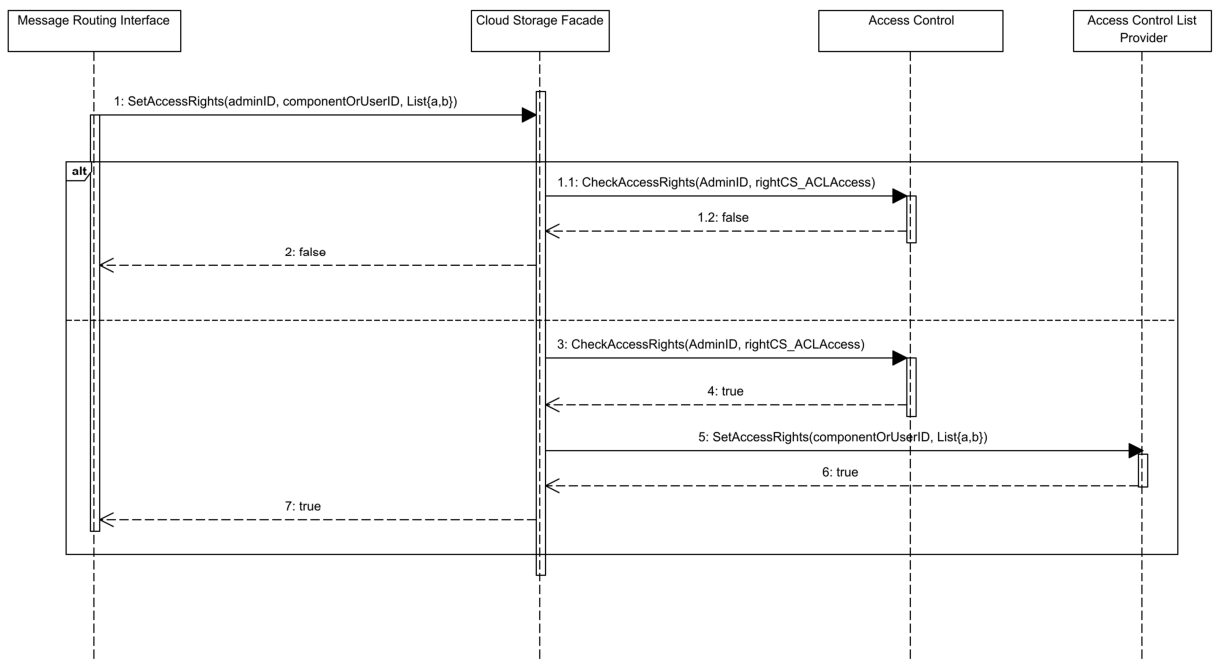 Message Routing Interface
Cloud Storage Facade
Access Control
Access Control List
Provider
1: SetAccessRights(adminID, componentOrUserID, List{a,b})
alt
1.1: CheckAccessRights(AdminID, rightCS_ACLAccess)
1.2: false
2: false
3: CheckAccessRights(AdminID, rightCS_ACLAccess)
4: true
5: SetAccessRights(componentOrUserID, List{a,b})
6: true
7: true